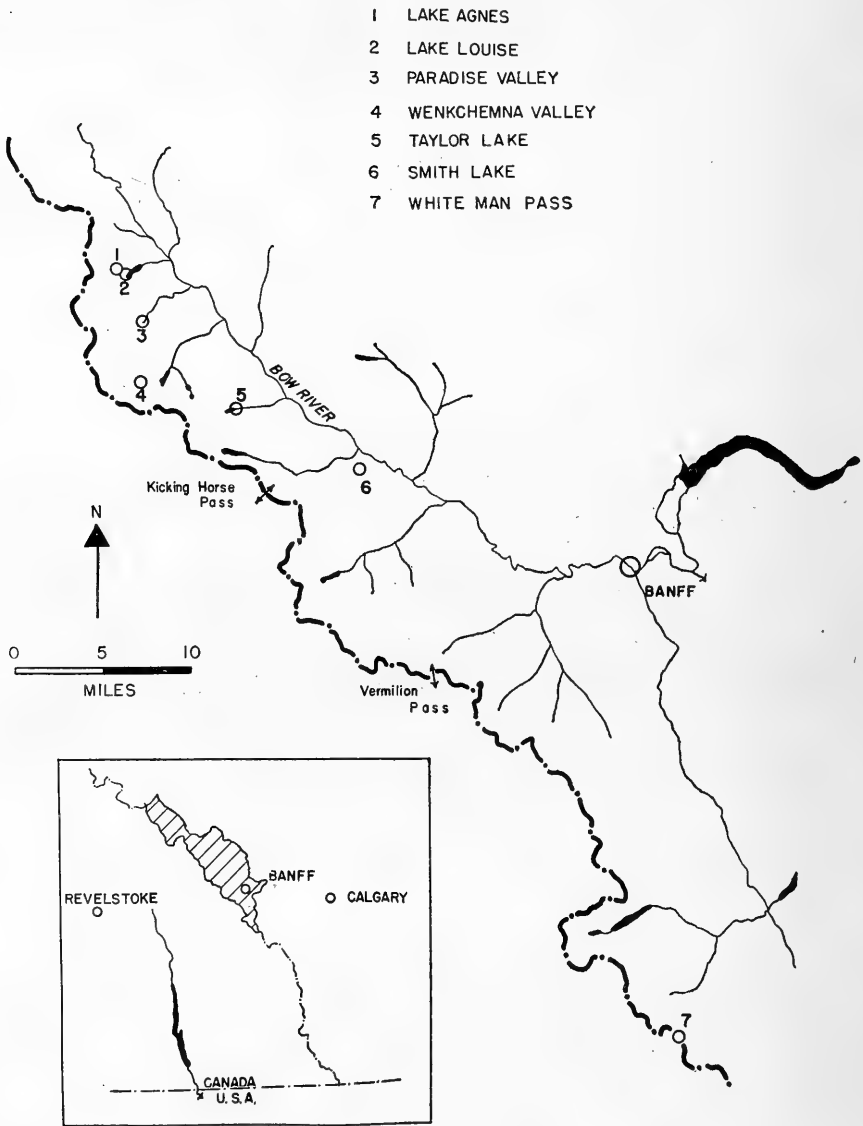 1 LAKE AGNES
2 LAKE LOUISE
3 PARADISE VALLEY
4 WENKCHEMNA VALLEY
5 TAYLOR LAKE
6 SMITH LAKE
7 WHITE MAN PASS
1
2
3
4
5
BOW RIVER
6
Kicking Horse
Pass
N
BANFF
0 5 10
MILES
Vermilion
Pass
BANFF
REVELSTOKE
CALGARY
7
CANADA
U.S.A.